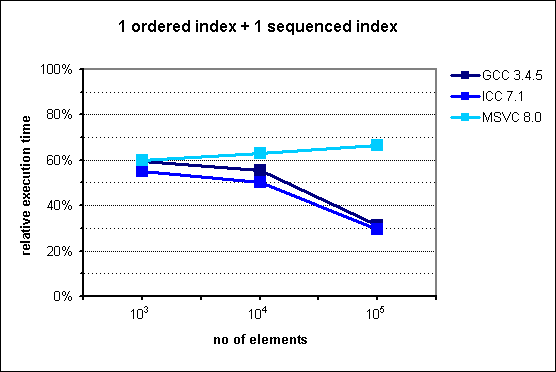 1 ordered index + 1 sequenced index
100%
80%
60%
40%
20%
0%
relative execution time
10³
10⁴
10⁵
no of elements
GCC 3.4.5
ICC 7.1
MSVC 8.0